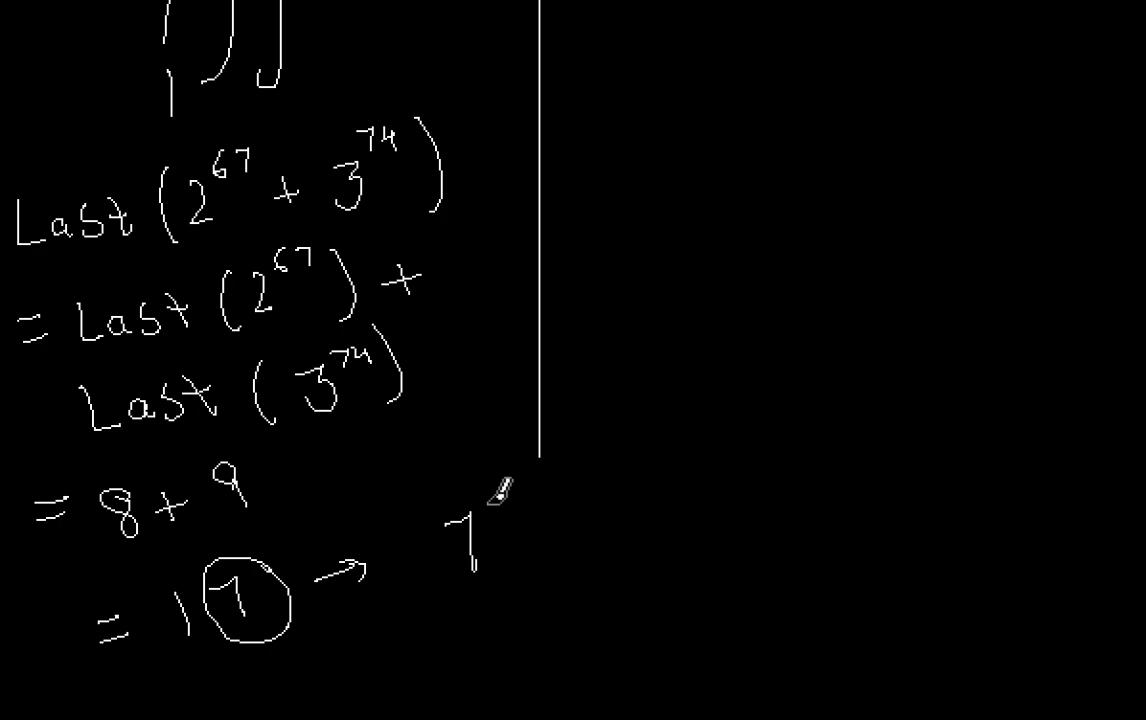 Last (2^67 + 3^74)
= Last (2^67) +
Last (3^74)
= 8 + 9
= 17 → 7